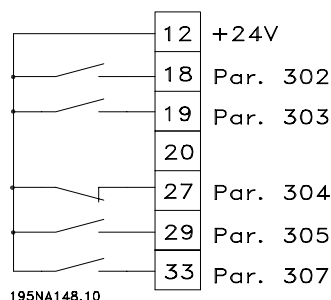 12 +24V
18 Par. 302
19 Par. 303
20
27 Par. 304
29 Par. 305
33 Par. 307
195NA148.10